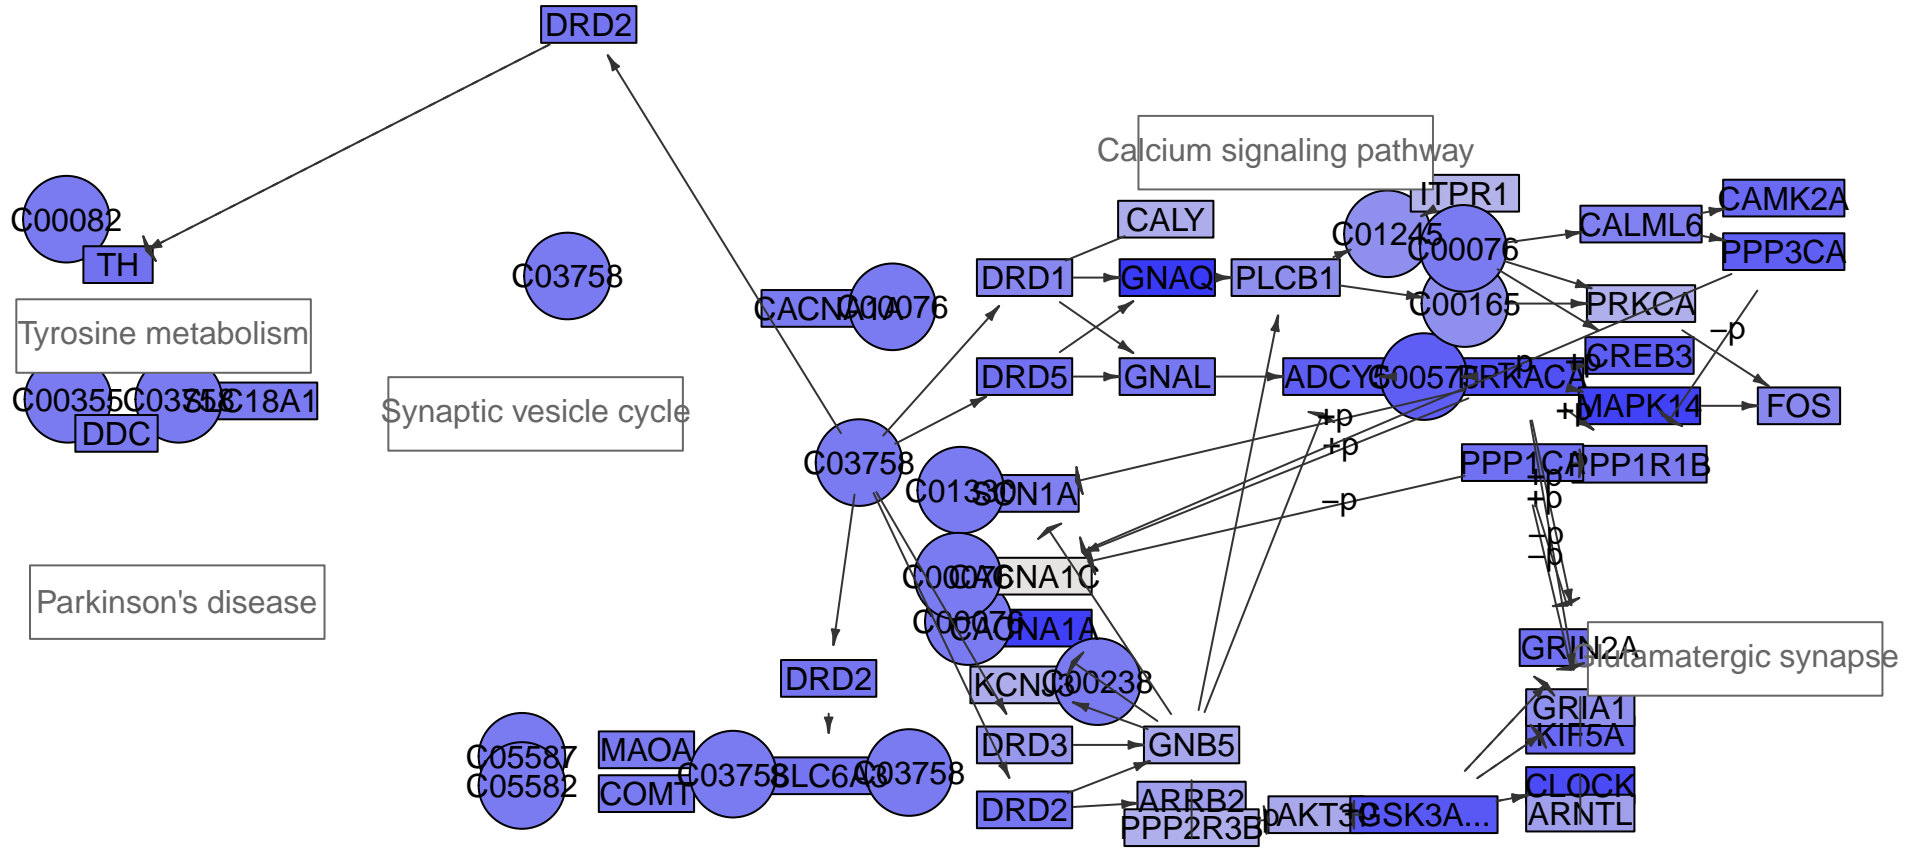 DRD2
Calcium signaling pathway
ITPR1
CAMK2A
C00082
CALY
C01245
C00076
CALML6
PPP3CA
TH
C03758
DRD1
GNAQ
PLCB1
C00165
PRKCA
CACNA1A
C00076
Tyrosine metabolism
–p
CREB3
DRD5
GNAL
ADCY5
C00575
PRKACA
–p
+p
C00355
C03758
SLC18A1
DDC
Synaptic vesicle cycle
+p
+p
MAPK14
FOS
+p
C03758
PPP1CA
PPP1R1B
C01330
SCN1A
–p
+p
+p
–p
–p
C00076
CACNA1C
Parkinson's disease
C00076
CACNA1A
GRIN2A
Glutamatergic synapse
DRD2
KCNJ3
C00238
GRIA1
KIF5A
C05587
MAOA
DRD3
GNB5
C05582
COMT
C03758
SLC6A3
C03758
CLOCK
DRD2
ARRB2
PPP2R3B
–p
AKT3
+p
GSK3A...
ARNTL